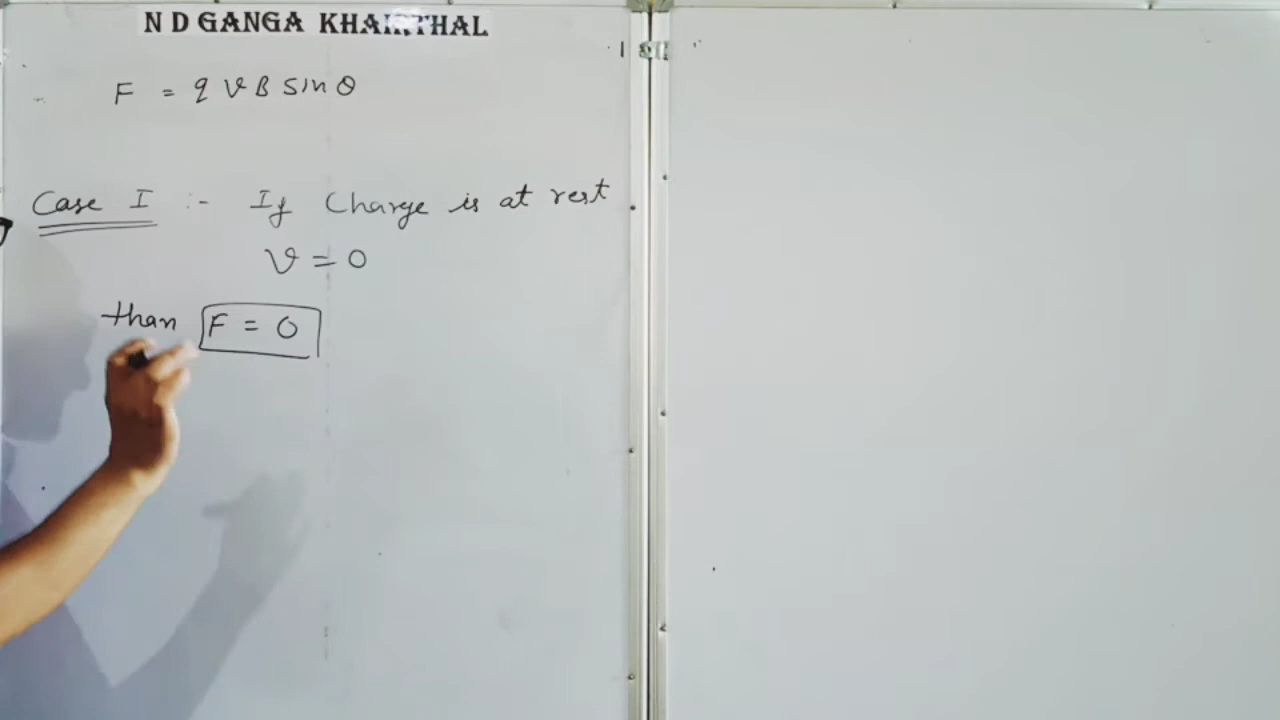 N D GANGA KHAIRTHAL
F = q v B sin θ
Case I :- If Charge is at rest
v = 0
than F = 0